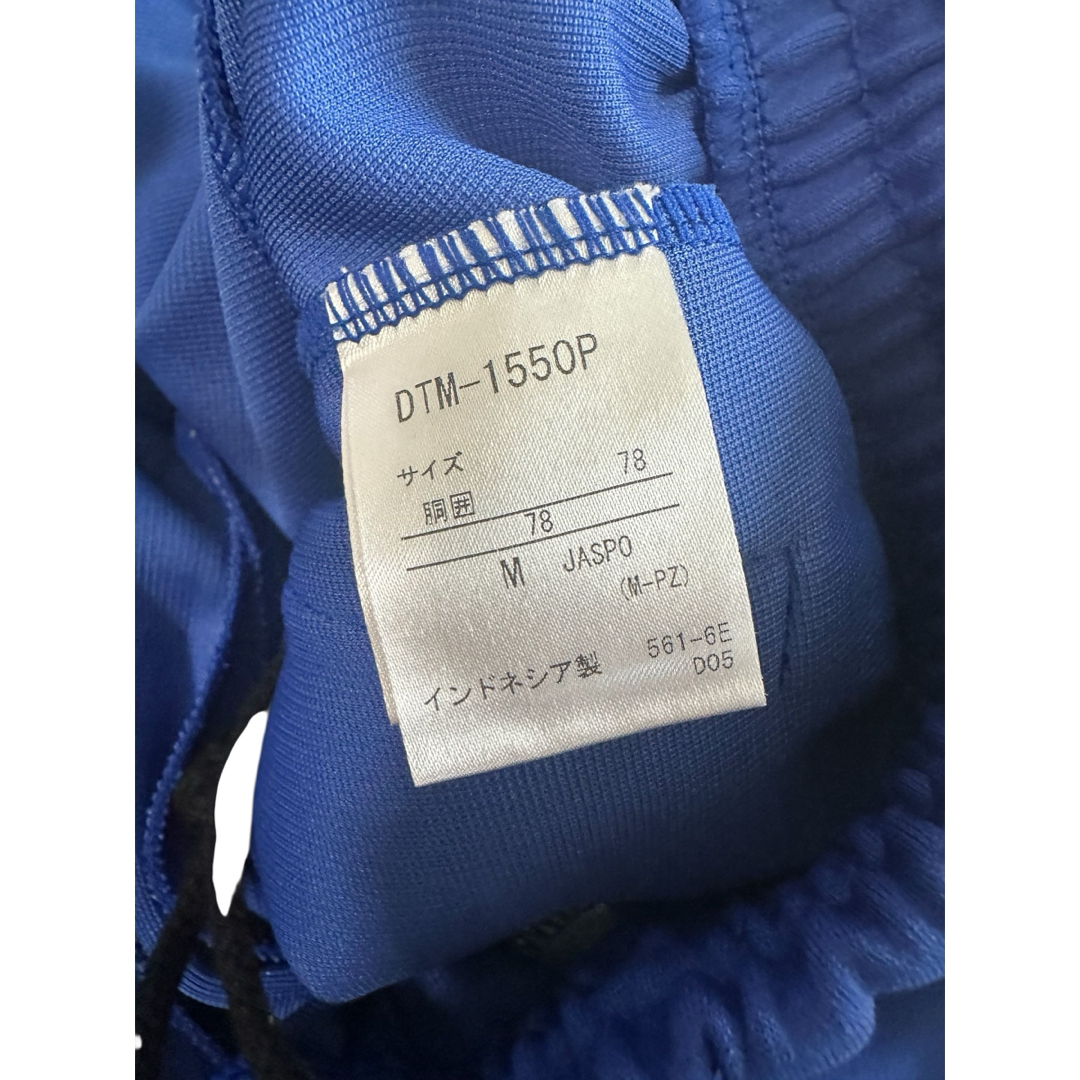 DTM-1550P
サイズ
胴囲 78
78
M JASPO
(M-PZ)
インドネシア製 561-6E
D05